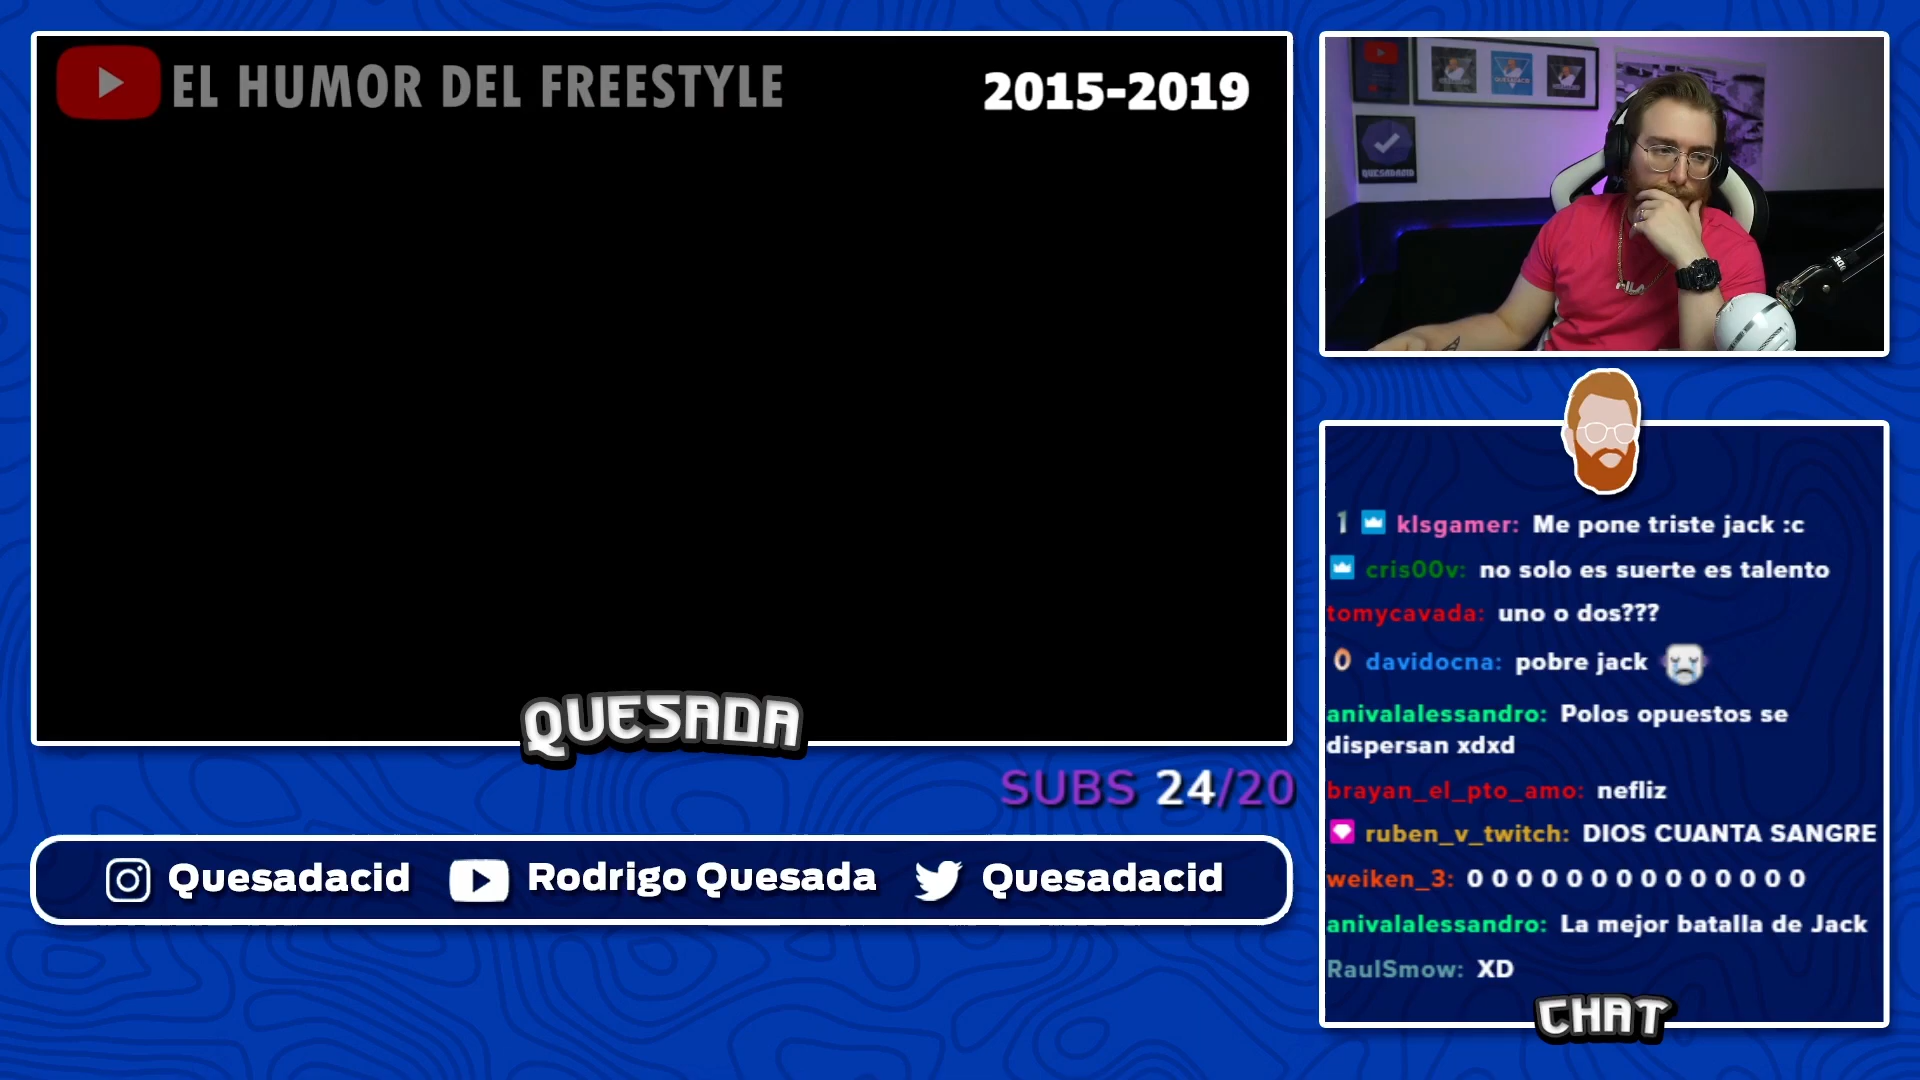 EL HUMOR DEL FREESTYLE
2015-2019
QUESADACID
QUESADA
SUBS 24/20
Quesadacid
Rodrigo Quesada
Quesadacid
1 klsgamer: Me pone triste jack :c
cris00v: no solo es suerte es talento
tomycavada: uno o dos???
0 davidocna: pobre jack
anivalalessandro: Polos opuestos se
dispersan xdxd
brayan_el_pto_amo: nefliz
ruben_v_twitch: DIOS CUANTA SANGRE
weiken_3: 0 0 0 0 0 0 0 0 0 0 0 0 0 0
anivalalessandro: La mejor batalla de Jack
RaulSmow: XD
CHAT